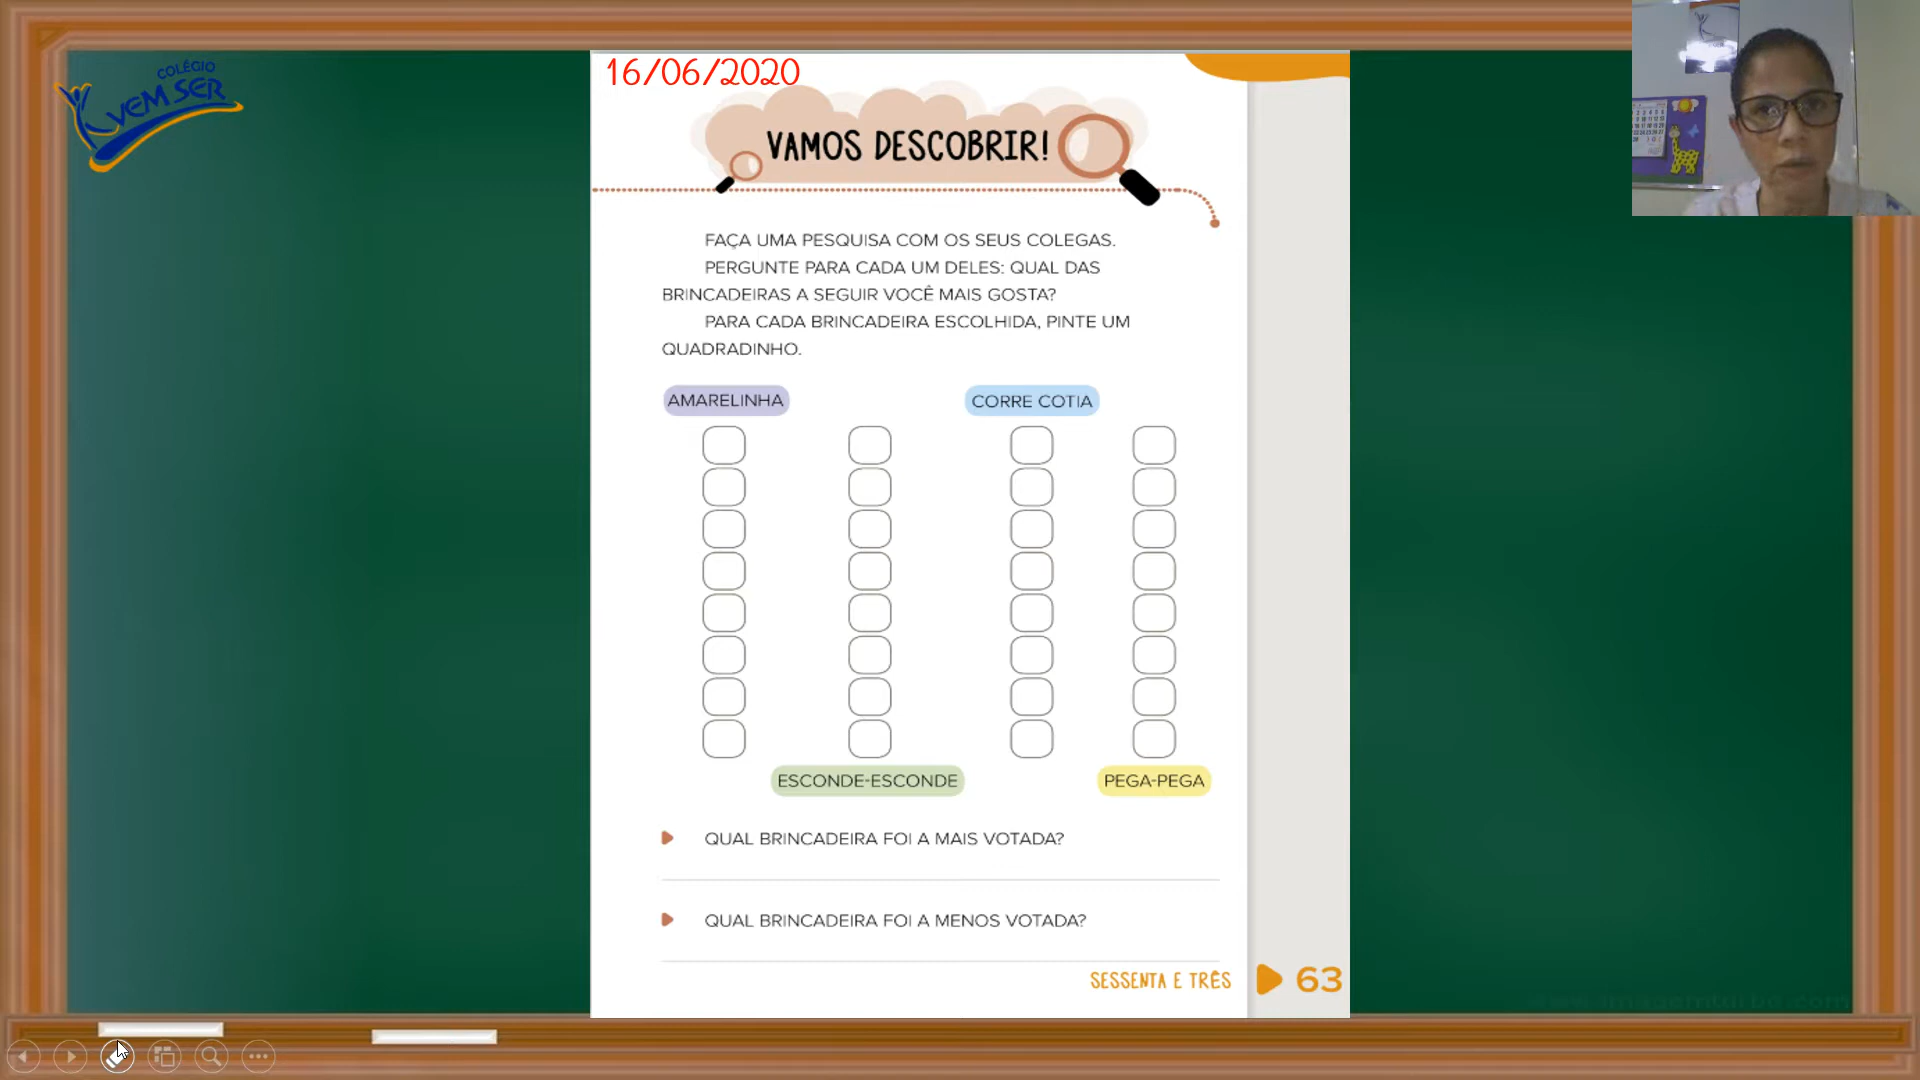 COLÉGIO
VEM SER
16/06/2020
VAMOS DESCOBRIR!
FAÇA UMA PESQUISA COM OS SEUS COLEGAS.
PERGUNTE PARA CADA UM DELES: QUAL DAS
BRINCADEIRAS A SEGUIR VOCÊ MAIS GOSTA?
PARA CADA BRINCADEIRA ESCOLHIDA, PINTE UM
QUADRADINHO.
AMARELINHA
CORRE COTIA
ESCONDE-ESCONDE
PEGA-PEGA
QUAL BRINCADEIRA FOI A MAIS VOTADA?
QUAL BRINCADEIRA FOI A MENOS VOTADA?
SESSENTA E TRÊS
63